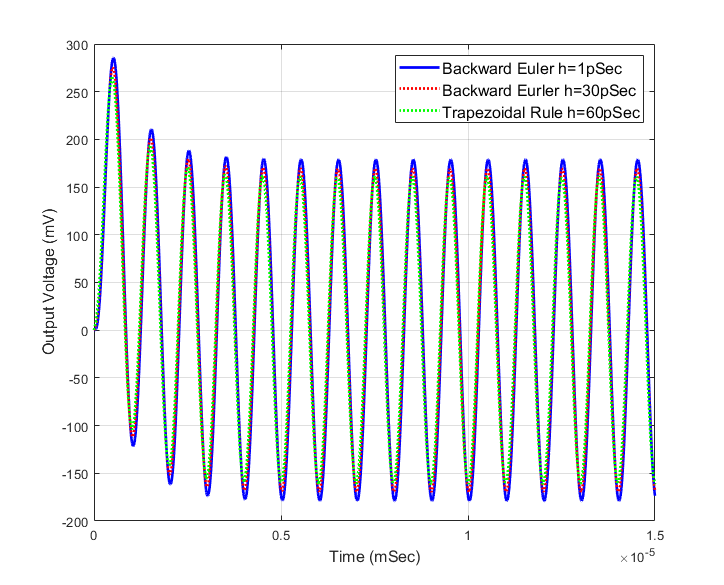 300
250
200
150
100
50
0
-50
-100
-150
-200
Output Voltage (mV)
Backward Euler h=1pSec
Backward Eurler h=30pSec
Trapezoidal Rule h=60pSec
0 0.5 1 1.5
Time (mSec)
×10⁻⁵